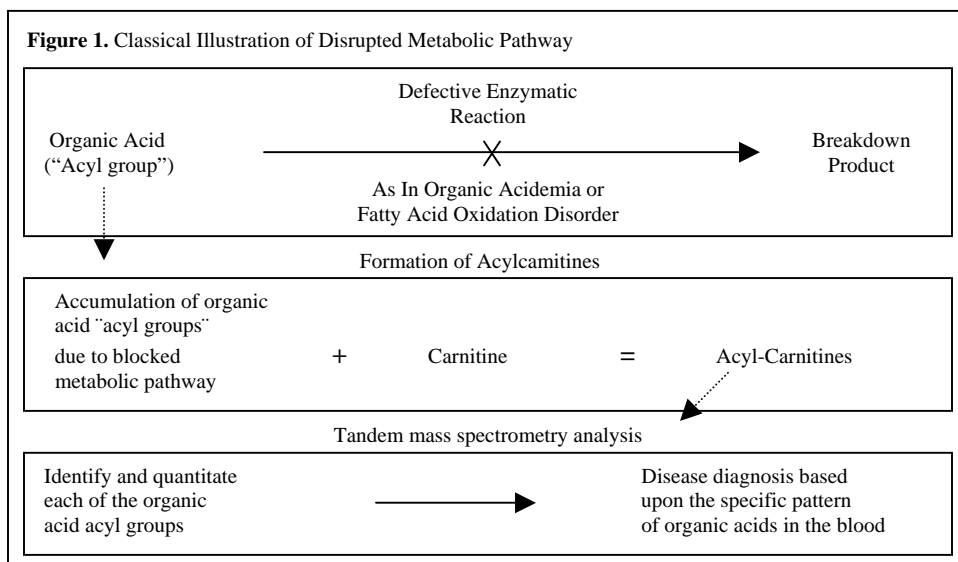 Figure 1. Classical Illustration of Disrupted Metabolic Pathway
Defective Enzymatic
Reaction
Organic Acid
(“Acyl group”)
Breakdown
Product
As In Organic Acidemia or
Fatty Acid Oxidation Disorder
Formation of Acylcamitines
Accumulation of organic
acid ¨acyl groups¨
due to blocked
metabolic pathway
+
Carnitine
=
Acyl-Carnitines
Tandem mass spectrometry analysis
Identify and quantitate
each of the organic
acid acyl groups
Disease diagnosis based
upon the specific pattern
of organic acids in the blood